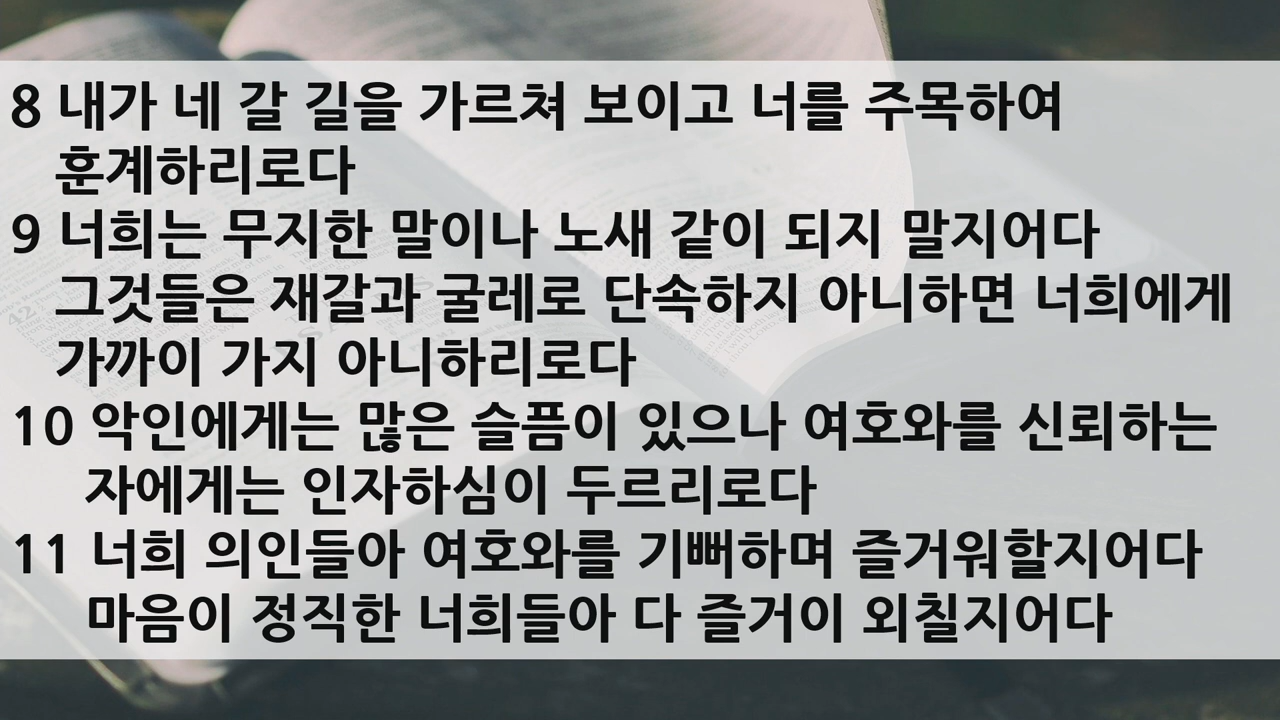 8 내가 네 갈 길을 가르쳐 보이고 너를 주목하여
훈계하리로다
9 너희는 무지한 말이나 노새 같이 되지 말지어다
그것들은 재갈과 굴레로 단속하지 아니하면 너희에게
가까이 가지 아니하리로다
10 악인에게는 많은 슬픔이 있으나 여호와를 신뢰하는
자에게는 인자하심이 두르리로다
11 너희 의인들아 여호와를 기뻐하며 즐거워할지어다
마음이 정직한 너희들아 다 즐거이 외칠지어다